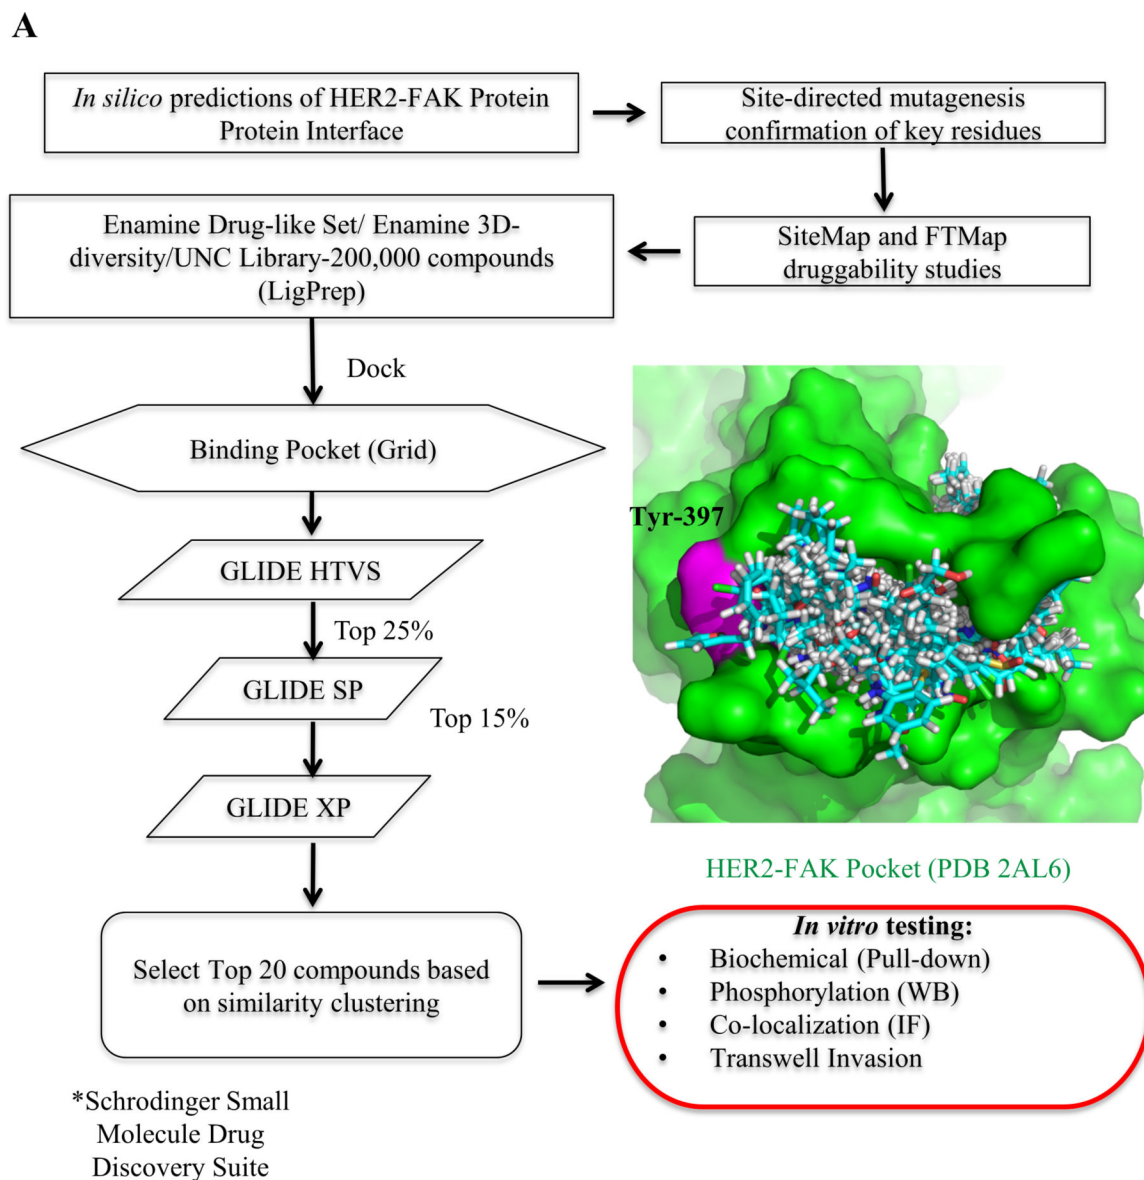 A
In silico predictions of HER2-FAK Protein
Protein Interface
Site-directed mutagenesis
confirmation of key residues
SiteMap and FTMap
druggability studies
Enamine Drug-like Set/ Enamine 3D-
diversity/UNC Library-200,000 compounds
(LigPrep)
Dock
Binding Pocket (Grid)
GLIDE HTVS
Top 25%
GLIDE SP
Top 15%
GLIDE XP
Select Top 20 compounds based
on similarity clustering
Tyr-397
HER2-FAK Pocket (PDB 2AL6)
In vitro testing:
• Biochemical (Pull-down)
• Phosphorylation (WB)
• Co-localization (IF)
• Transwell Invasion
*Schrodinger Small
Molecule Drug
Discovery Suite